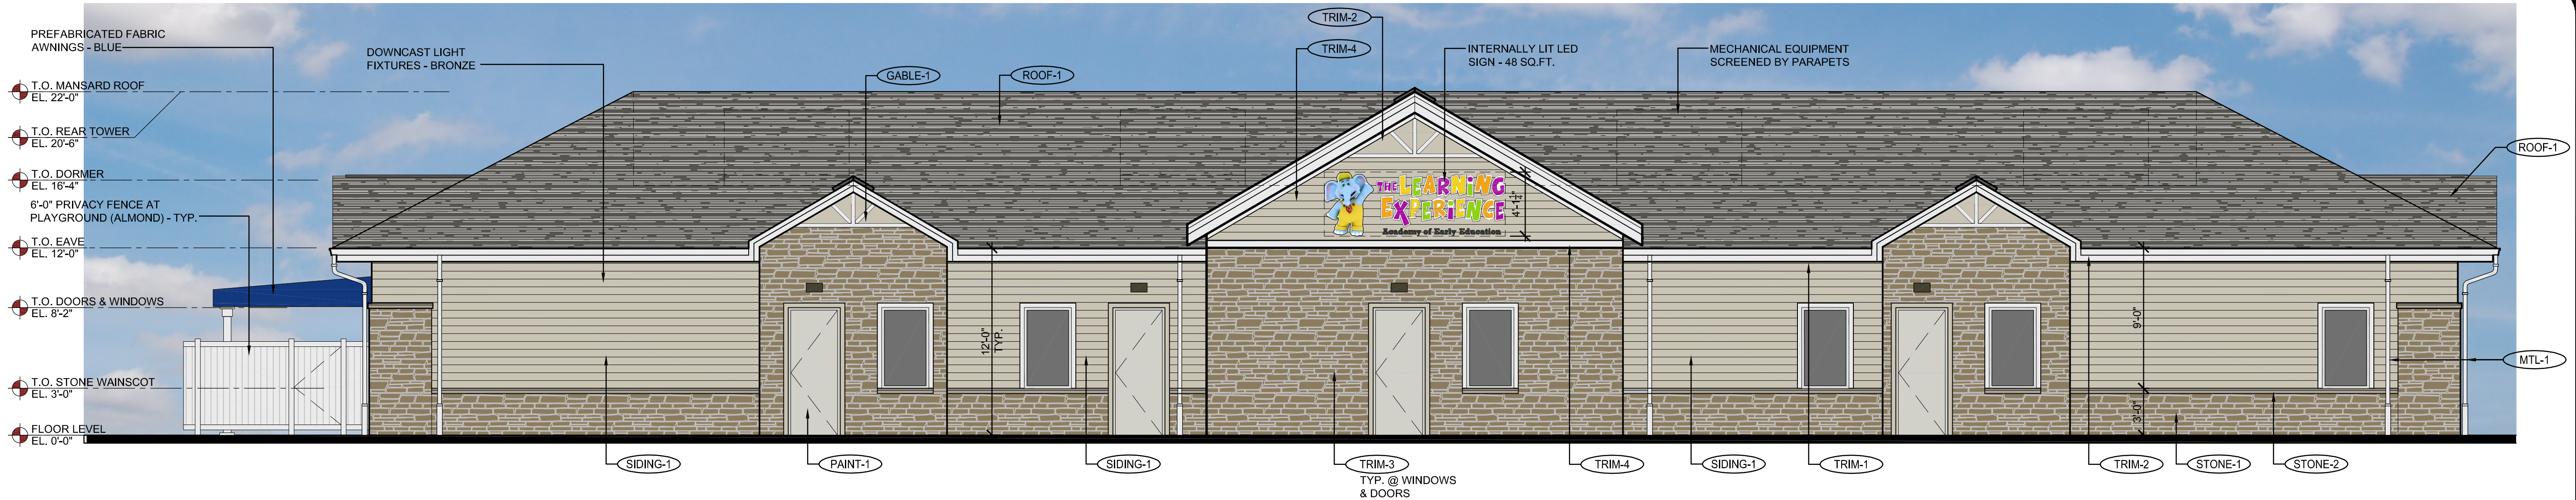 PREFABRICATED FABRIC
AWNINGS - BLUE
DOWNCAST LIGHT
FIXTURES - BRONZE
GABLE-1
ROOF-1
TRIM-2
TRIM-4
INTERNALLY LIT LED
SIGN - 48 SQ.FT.
MECHANICAL EQUIPMENT
SCREENED BY PARAPETS
ROOF-1
T.O. MANSARD ROOF
EL. 22'-0"
T.O. REAR TOWER
EL. 20'-6"
T.O. DORMER
EL. 16'-4"
6'-0" PRIVACY FENCE AT
PLAYGROUND (ALMOND) - TYP.
T.O. EAVE
EL. 12'-0"
T.O. DOORS & WINDOWS
EL. 8'-2"
T.O. STONE WAINSCOT
EL. 3'-0"
FLOOR LEVEL
EL. 0'-0"
THE LEARNING
EXPERIENCE
Academy of Early Education
4'-1¼"
12'-0"
TYP.
9'-0"
3'-0"
MTL-1
SIDING-1
PAINT-1
SIDING-1
TRIM-3
TYP. @ WINDOWS
& DOORS
TRIM-4
SIDING-1
TRIM-1
TRIM-2
STONE-1
STONE-2